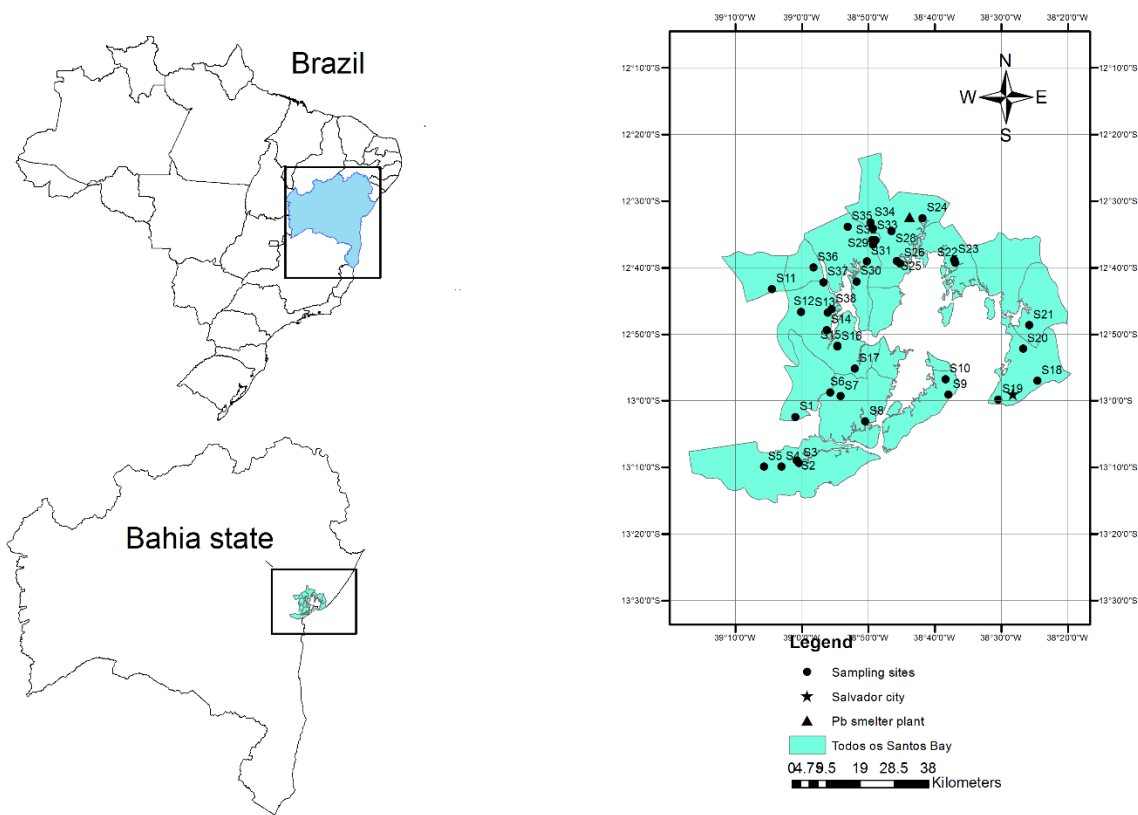 Brazil
Bahia state
39°10'0"W 39°0'0"W 38°50'0"W 38°40'0"W 38°30'0"W 38°20'0"W
12°10'0"S 12°10'0"S
12°20'0"S 12°20'0"S
12°30'0"S 12°30'0"S
12°40'0"S 12°40'0"S
12°50'0"S 12°50'0"S
13°0'0"S 13°0'0"S
13°10'0"S 13°10'0"S
13°20'0"S 13°20'0"S
13°30'0"S 13°30'0"S
39°10'0"W 39°0'0"W 38°50'0"W 38°40'0"W 38°30'0"W 38°20'0"W
N
W E
S
S34 S24
S35 S33
S29 S28
S31 S26 S22 S23
S25
S36
S37 S30
S11
S12 S13 S38
S14
S15 S16
S17
S21
S20
S10
S9
S18
S19
S6
S7
S1
S8
S5 S4 S3
S2
Legend
Sampling sites
Salvador city
Pb smelter plant
Todos os Santos Bay
0 4.75 9.5 19 28.5 38
Kilometers